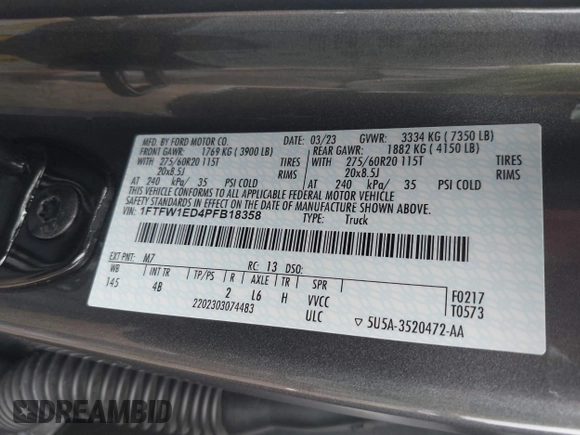 MFD. BY FORD MOTOR CO. DATE: 03/23 GVWR: 3334 KG ( 7350 LB)
FRONT GAWR: 1769 KG ( 3900 LB) REAR GAWR: 1882 KG ( 4150 LB)
WITH 275/60R20 115T TIRES WITH 275/60R20 115T TIRES
20x8.5J RIMS 20x8.5J RIMS
AT 240 kPa/ 35 PSI COLD AT 240 kPa/ 35 PSI COLD
THIS VEHICLE CONFORMS TO ALL APPLICABLE FEDERAL MOTOR VEHICLE
SAFETY STANDARDS IN EFFECT ON THE DATE OF MANUFACTURE SHOWN ABOVE.
VIN: 1FTFW1ED4PFB18358 TYPE: Truck
EXT PNT: M7 RC: 13 DSO:
WB INT TR TP/PS R AXLE TR SPR F0217
145 4B 2 L6 H VVCC T0573
2202303074483 ULC ▽ 5U5A-3520472-AA
DREAMBID